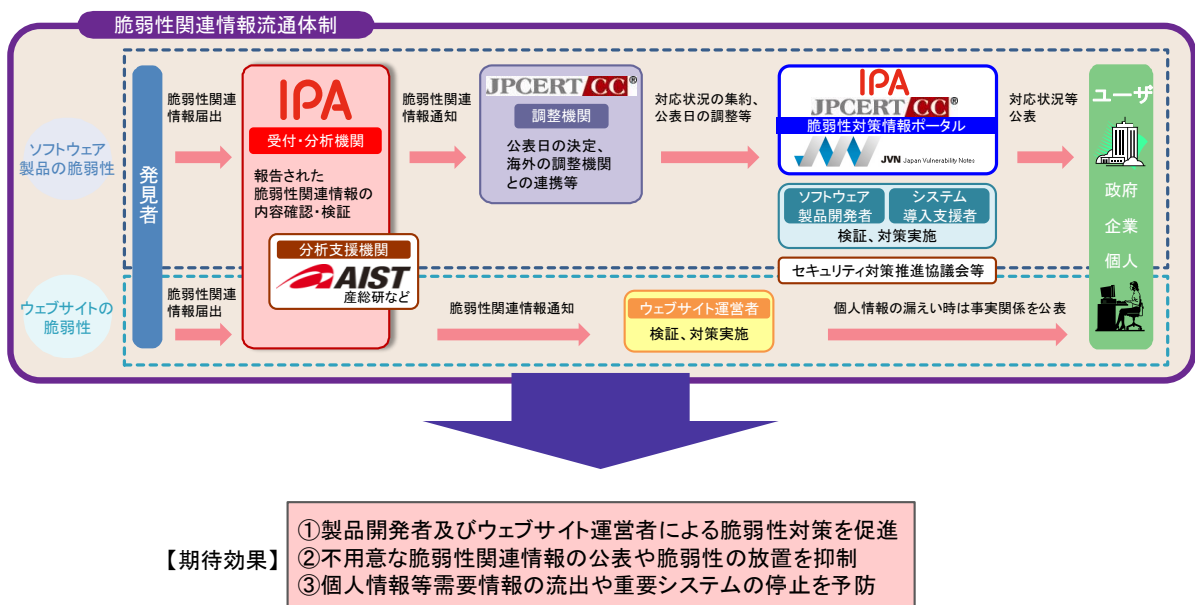 脆弱性関連情報流通体制
ソフトウェア
製品の脆弱性
発見者
脆弱性関連
情報届出
IPA
受付・分析機関
報告された
脆弱性関連情報の
内容確認・検証
分析支援機関
AIST
産総研など
脆弱性関連
情報通知
JPCERT CC®
調整機関
公表日の決定、
海外の調整機関
との連携等
対応状況の集約、
公表日の調整等
IPA
JPCERT CC®
脆弱性対策情報ポータル
JVN Japan Vulnerability Notes
ソフトウェア
製品開発者
システム
導入支援者
検証、対策実施
セキュリティ対策推進協議会等
対応状況等
公表
ユーザ
政府
企業
個人
ウェブサイトの
脆弱性
脆弱性関連
情報届出
脆弱性関連情報通知
ウェブサイト運営者
検証、対策実施
個人情報の漏えい時は事実関係を公表
【期待効果】
①製品開発者及びウェブサイト運営者による脆弱性対策を促進
②不用意な脆弱性関連情報の公表や脆弱性の放置を抑制
③個人情報等需要情報の流出や重要システムの停止を予防